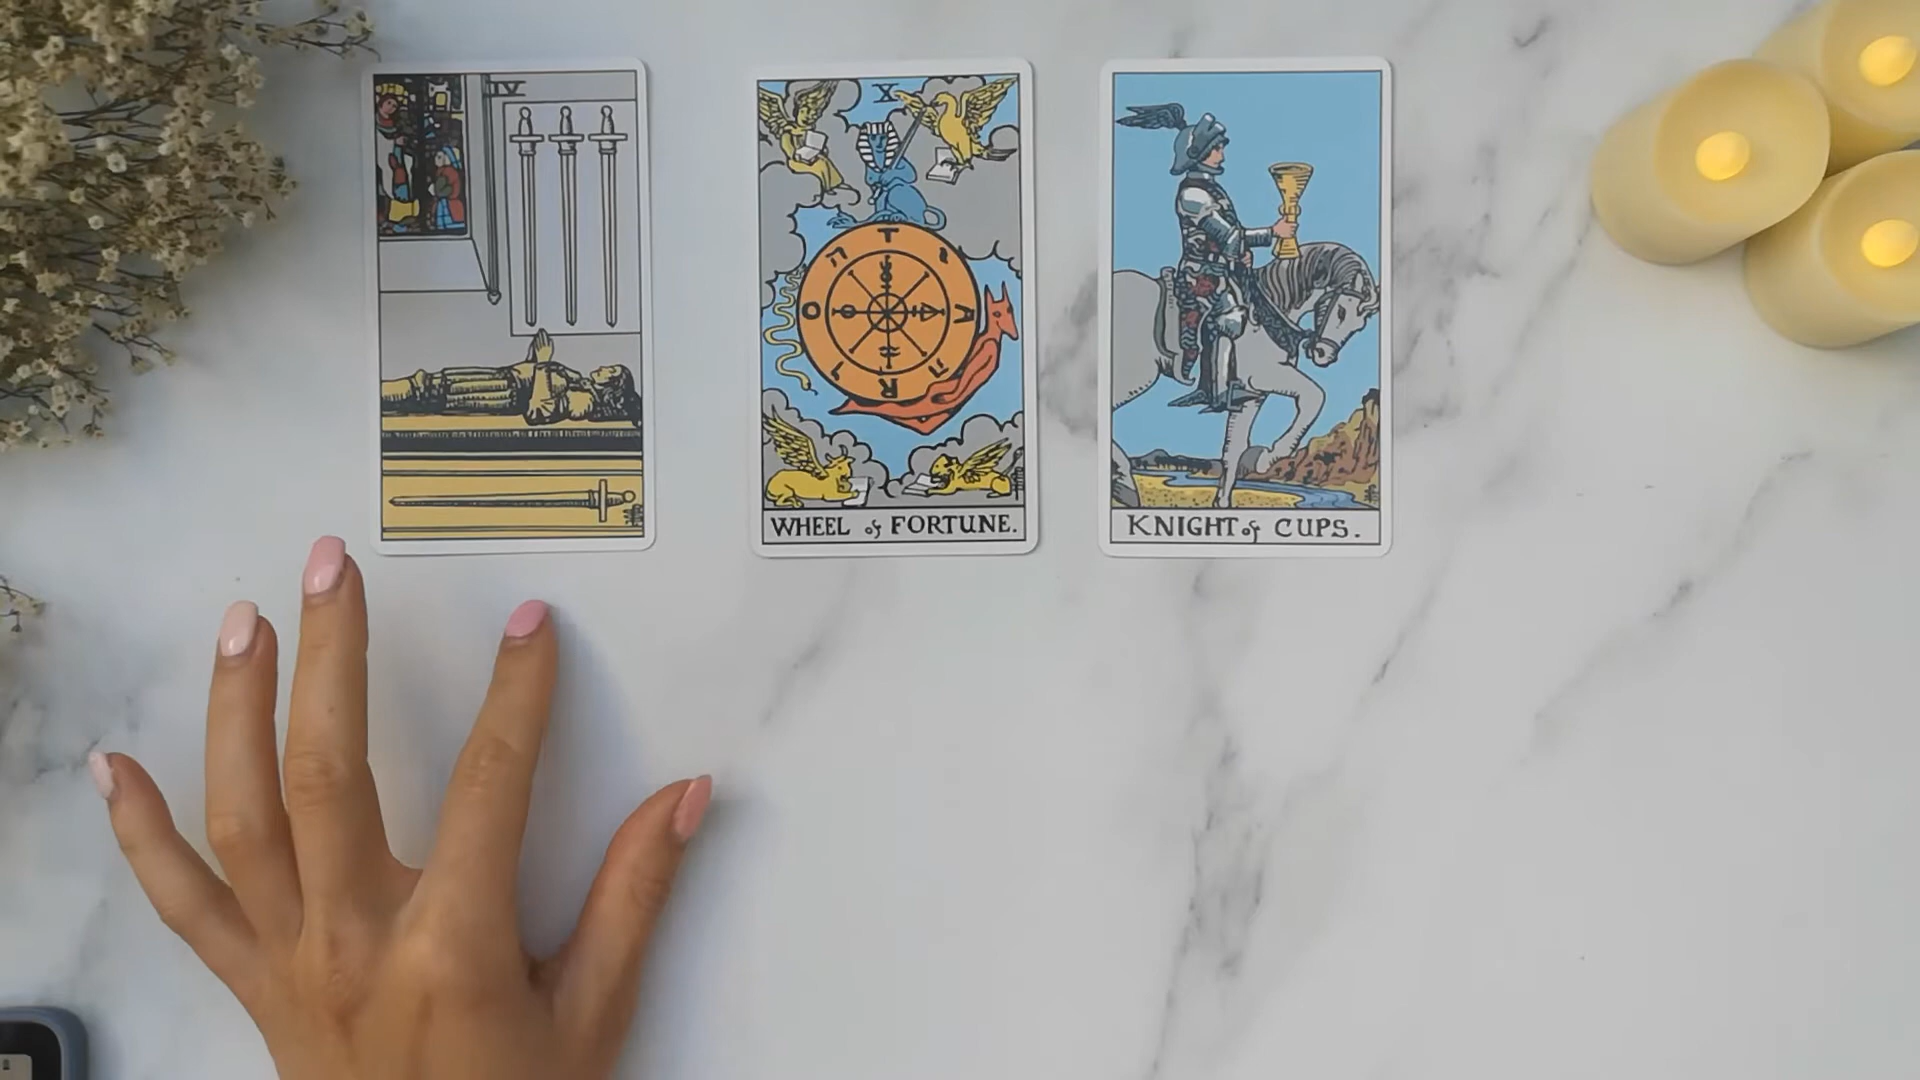 IV
X
T
A
R
O
WHEEL of FORTUNE.
KNIGHT of CUPS.